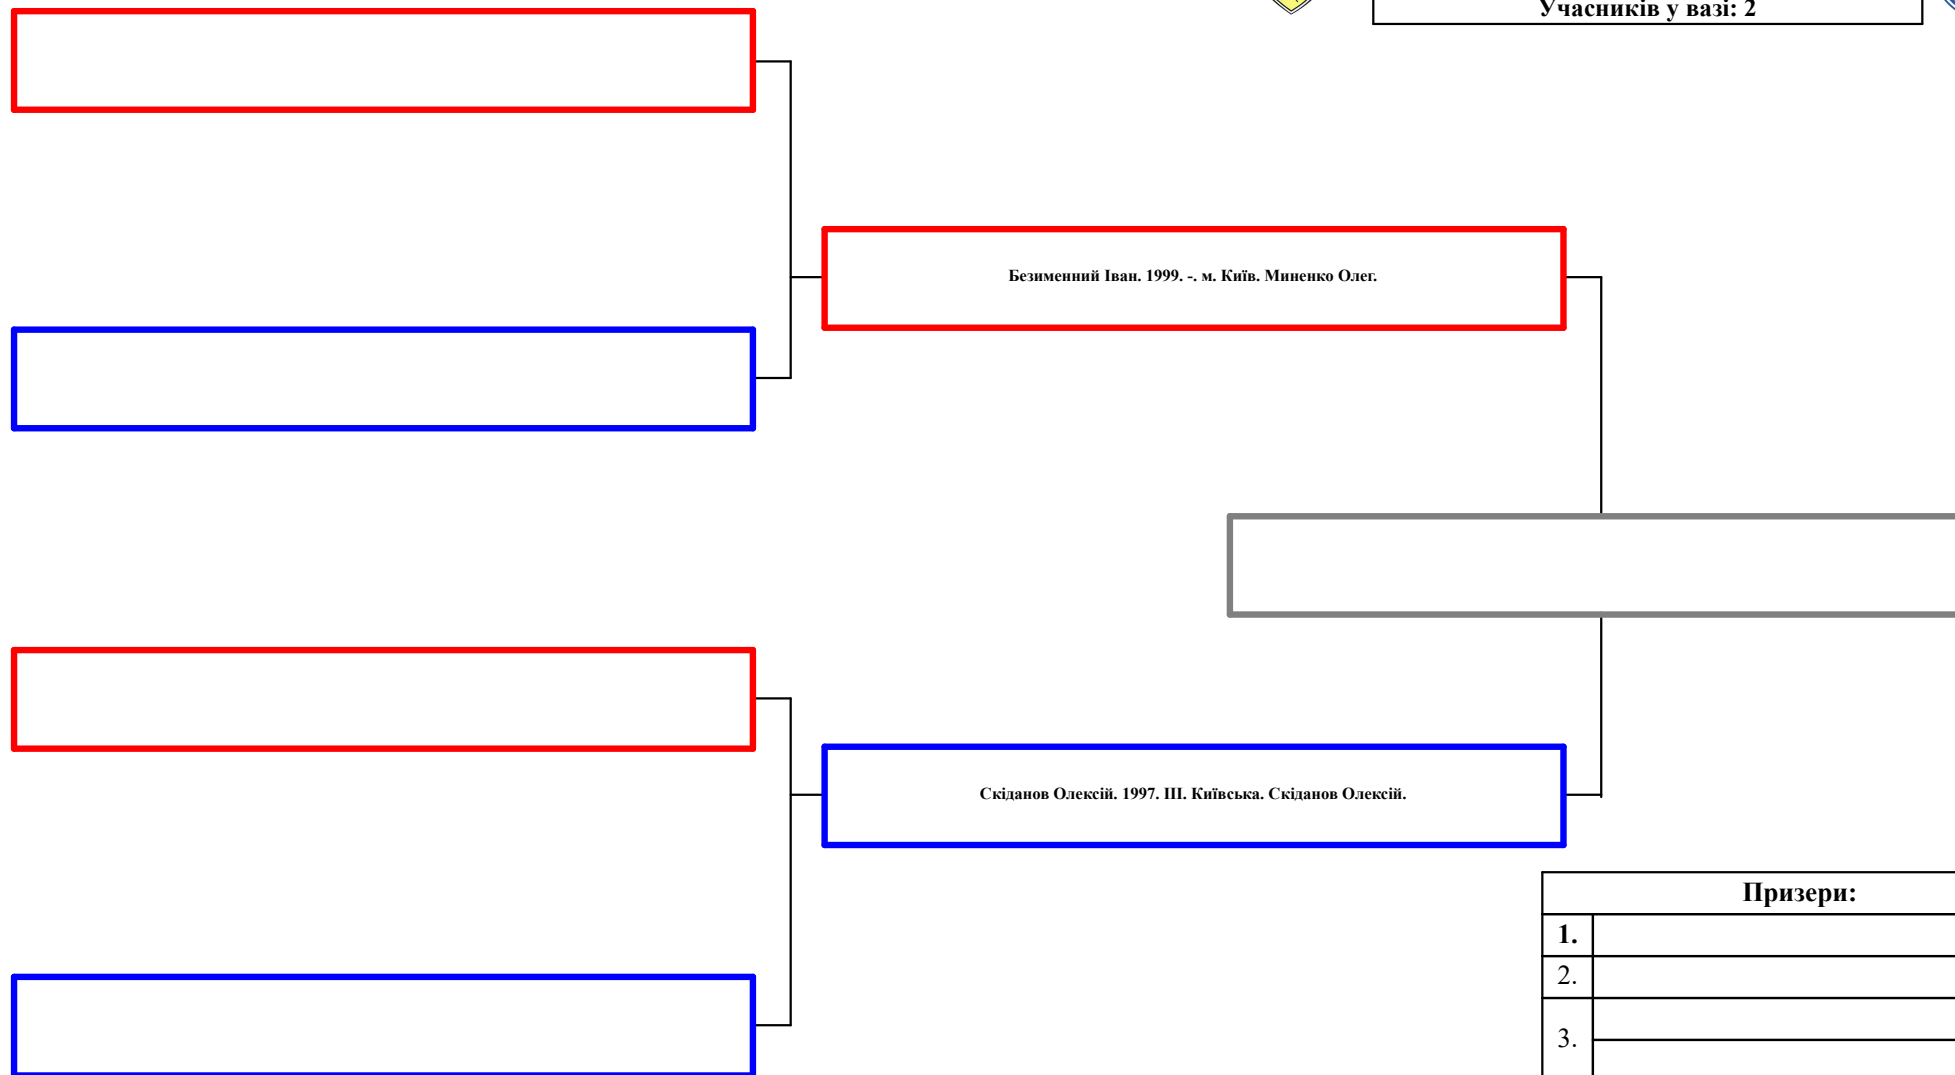 Учасників у вазі: 2
Безименний Іван. 1999. -. м. Київ. Миненко Олег.
Скіданов Олексій. 1997. III. Київська. Скіданов Олексій.
Призери:
1.
2.
3.